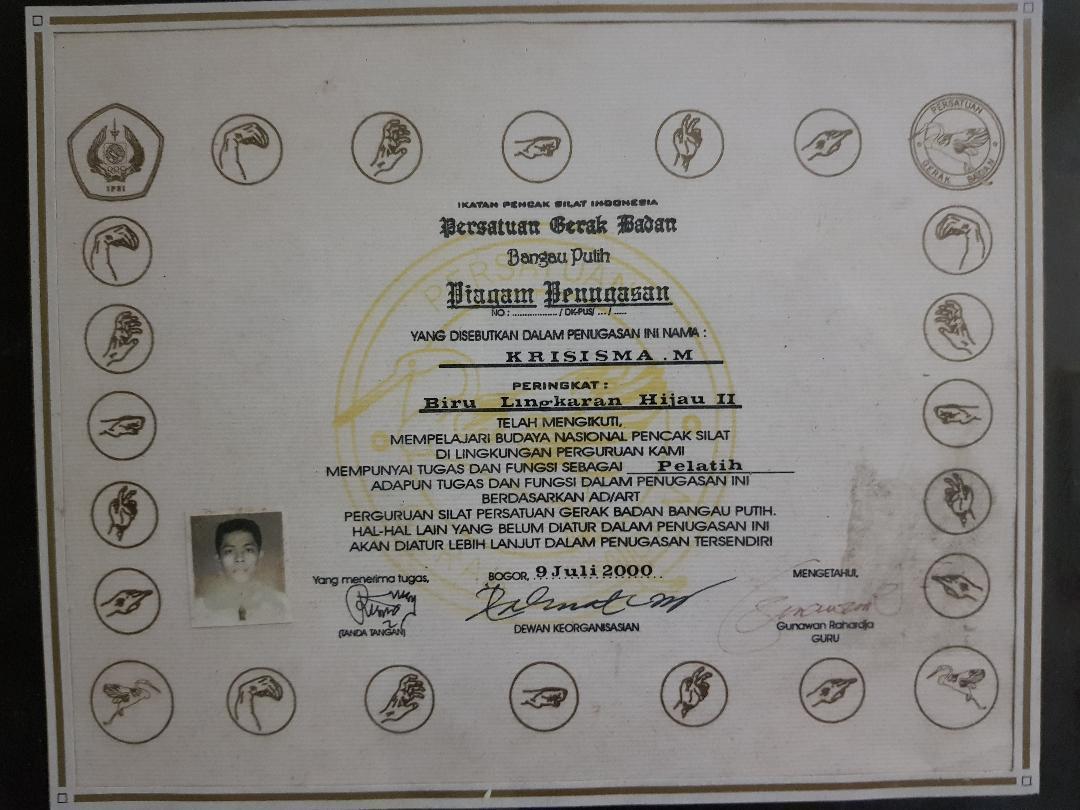 IPSI
PERSATUAN GERAK BADAN
IKATAN PENCAK SILAT INDONESIA
Persatuan Gerak Badan
Bangau Putih
Piagam Penugasan
NO : .................. / DK-PUS/ ... / .....
YANG DISEBUTKAN DALAM PENUGASAN INI NAMA :
KRISISMA.M
PERINGKAT :
Biru Lingkaran Hijau II
TELAH MENGIKUTI,
MEMPELAJARI BUDAYA NASIONAL PENCAK SILAT
DI LINGKUNGAN PERGURUAN KAMI
MEMPUNYAI TUGAS DAN FUNGSI SEBAGAI Pelatih
ADAPUN TUGAS DAN FUNGSI DALAM PENUGASAN INI
BERDASARKAN AD/ART
PERGURUAN SILAT PERSATUAN GERAK BADAN BANGAU PUTIH.
HAL-HAL LAIN YANG BELUM DIATUR DALAM PENUGASAN INI
AKAN DIATUR LEBIH LANJUT DALAM PENUGASAN TERSENDIRI
Yang menerima tugas,
BOGOR, 9 Juli 2000
MENGETAHUI,
(TANDA TANGAN)
DEWAN KEORGANISASIAN
Gunawan Rahardja
GURU